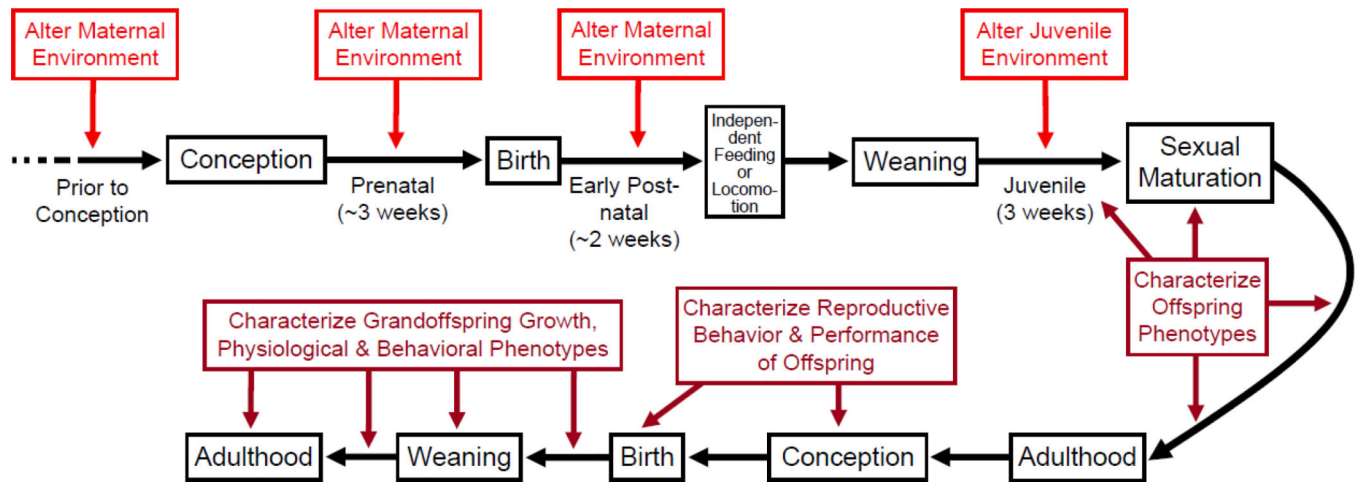 Alter Maternal
Environment
Alter Maternal
Environment
Alter Maternal
Environment
Alter Juvenile
Environment
Prior to
Conception
Conception
Prenatal
(~3 weeks)
Birth
Early Post-
natal
(~2 weeks)
Indepen-
dent
Feeding
or
Locomo-
tion
Weaning
Juvenile
(3 weeks)
Sexual
Maturation
Characterize
Offspring
Phenotypes
Characterize Grandoffspring Growth,
Physiological & Behavioral Phenotypes
Characterize Reproductive
Behavior & Performance
of Offspring
Adulthood
Weaning
Birth
Conception
Adulthood